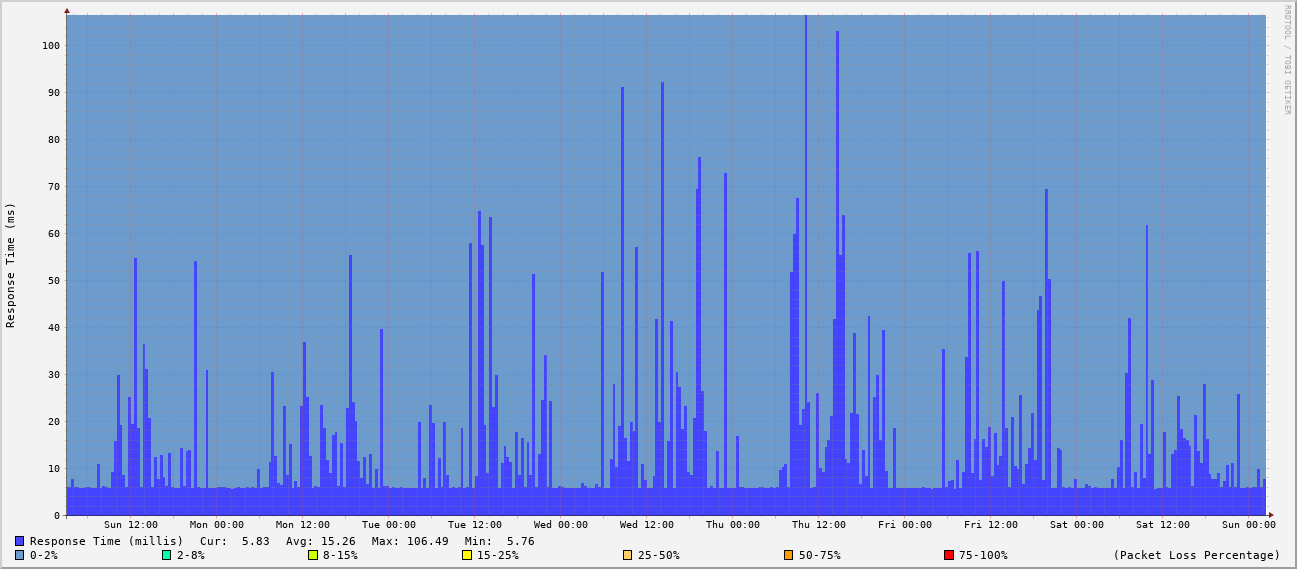 RRDTOOL / TOBI OETIKER
Response Time (ms)
100
90
80
70
60
50
40
30
20
10
0
Sun 12:00 Mon 00:00 Mon 12:00 Tue 00:00 Tue 12:00 Wed 00:00 Wed 12:00 Thu 00:00 Thu 12:00 Fri 00:00 Fri 12:00 Sat 00:00 Sat 12:00 Sun 00:00
Response Time (millis) Cur: 5.83 Avg: 15.26 Max: 106.49 Min: 5.76
0-2% 2-8% 8-15% 15-25% 25-50% 50-75% 75-100% (Packet Loss Percentage)